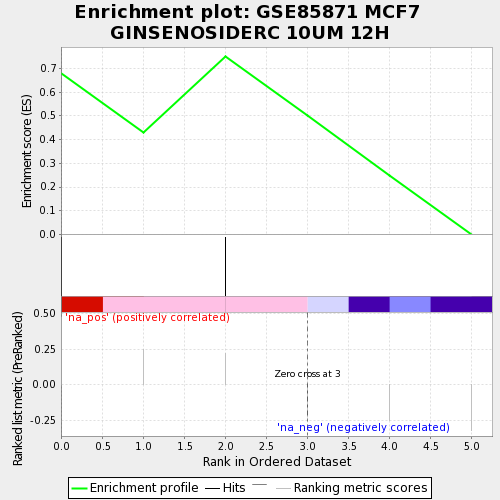 Enrichment plot: GSE85871 MCF7
GINSENOSIDERC 10UM 12H
Enrichment score (ES)
0.7
0.6
0.5
0.4
0.3
0.2
0.1
0.0
Ranked list metric (PreRanked)
0.50
0.25
0.00
-0.25
'na_pos' (positively correlated)
Zero cross at 3
'na_neg' (negatively correlated)
0.0 0.5 1.0 1.5 2.0 2.5 3.0 3.5 4.0 4.5 5.0
Rank in Ordered Dataset
Enrichment profile Hits Ranking metric scores